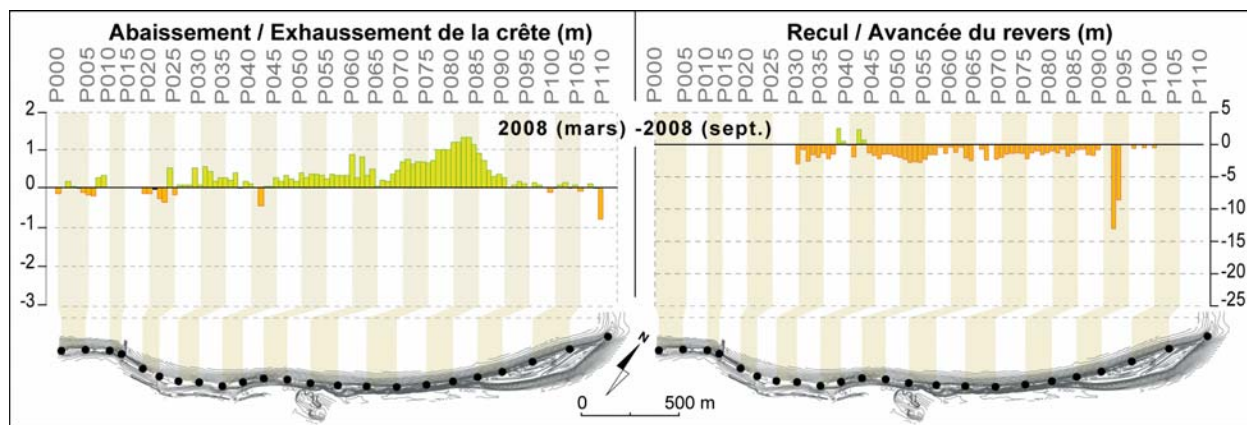 Abaissement / Exhaussement de la crête (m)
Recul / Avancée du revers (m)
P000 P005 P010 P015 P020 P025 P030 P035 P040 P045 P050 P055 P060 P065 P070 P075 P080 P085 P090 P095 P100 P105 P110
P000 P005 P010 P015 P020 P025 P030 P035 P040 P045 P050 P055 P060 P065 P070 P075 P080 P085 P090 P095 P100 P105 P110
2008 (mars) -2008 (sept.)
2
1
0
-1
-2
-3
5
0
-5
-10
-15
-20
-25
N
0 500 m